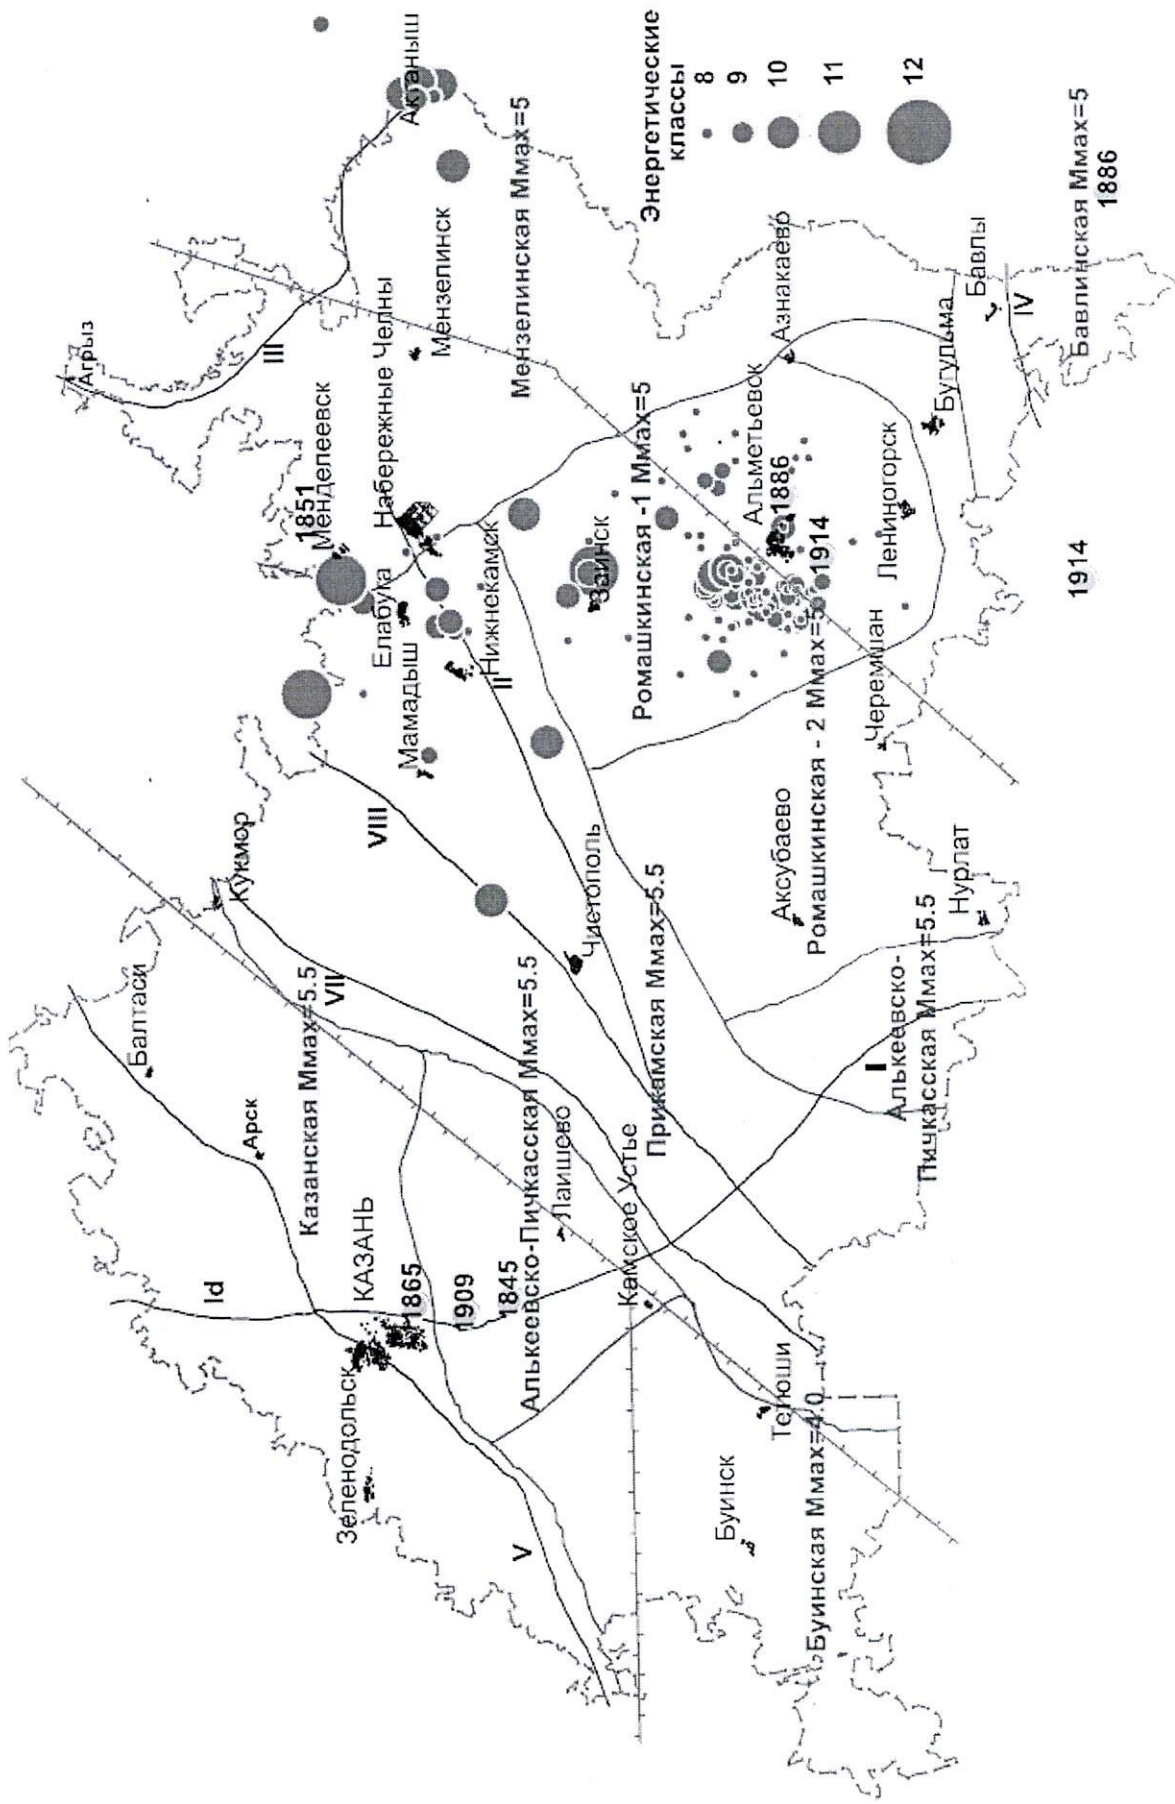 Агрыз
Актаныш
Балтаси
Кукмор
III
1851
Менделеевск
Елабуга
Набережные Челны
Мензелинск
Мамадыш
Арск
VII
VIII
Казанская Ммах=5.5
Id
КАЗАНЬ
Зеленодольск
1865
1909
1845
Нижнекамск
II
Мензелинская Ммах=5
Чистополь
Алькеевско-Пичкасская Ммах=5.5
Лаишево
V
Заинск
Ромашкинская -1 Ммах=5
Прикамская Ммах=5.5
Камское Устье
Энергетические
классы
8
9
10
11
12
Альметьевск
1886
Азнакаево
1914
Аксубаево
Ромашкинская - 2 Ммах=5
Тетюши
Буинск
Буинская Ммах=4.0
Черемшан
Лениногорск
Бугульма
Бавлы
IV
Нурлат
I
Алькеевско-
Пичкасская Ммах=5.5
1914
Бавлинская Ммах=5
1886